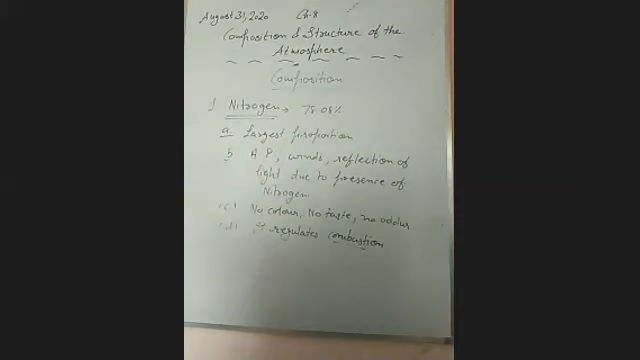 August 31, 2020 Ch-8
Composition & Structure of the
Atmosphere
Composition
1) Nitrogen → 78.08%
a. Largest proportion
b. A P, winds, reflection of
light due to presence of
Nitrogen
(c) No colour, No taste, no odour
(d) It regulates combustion